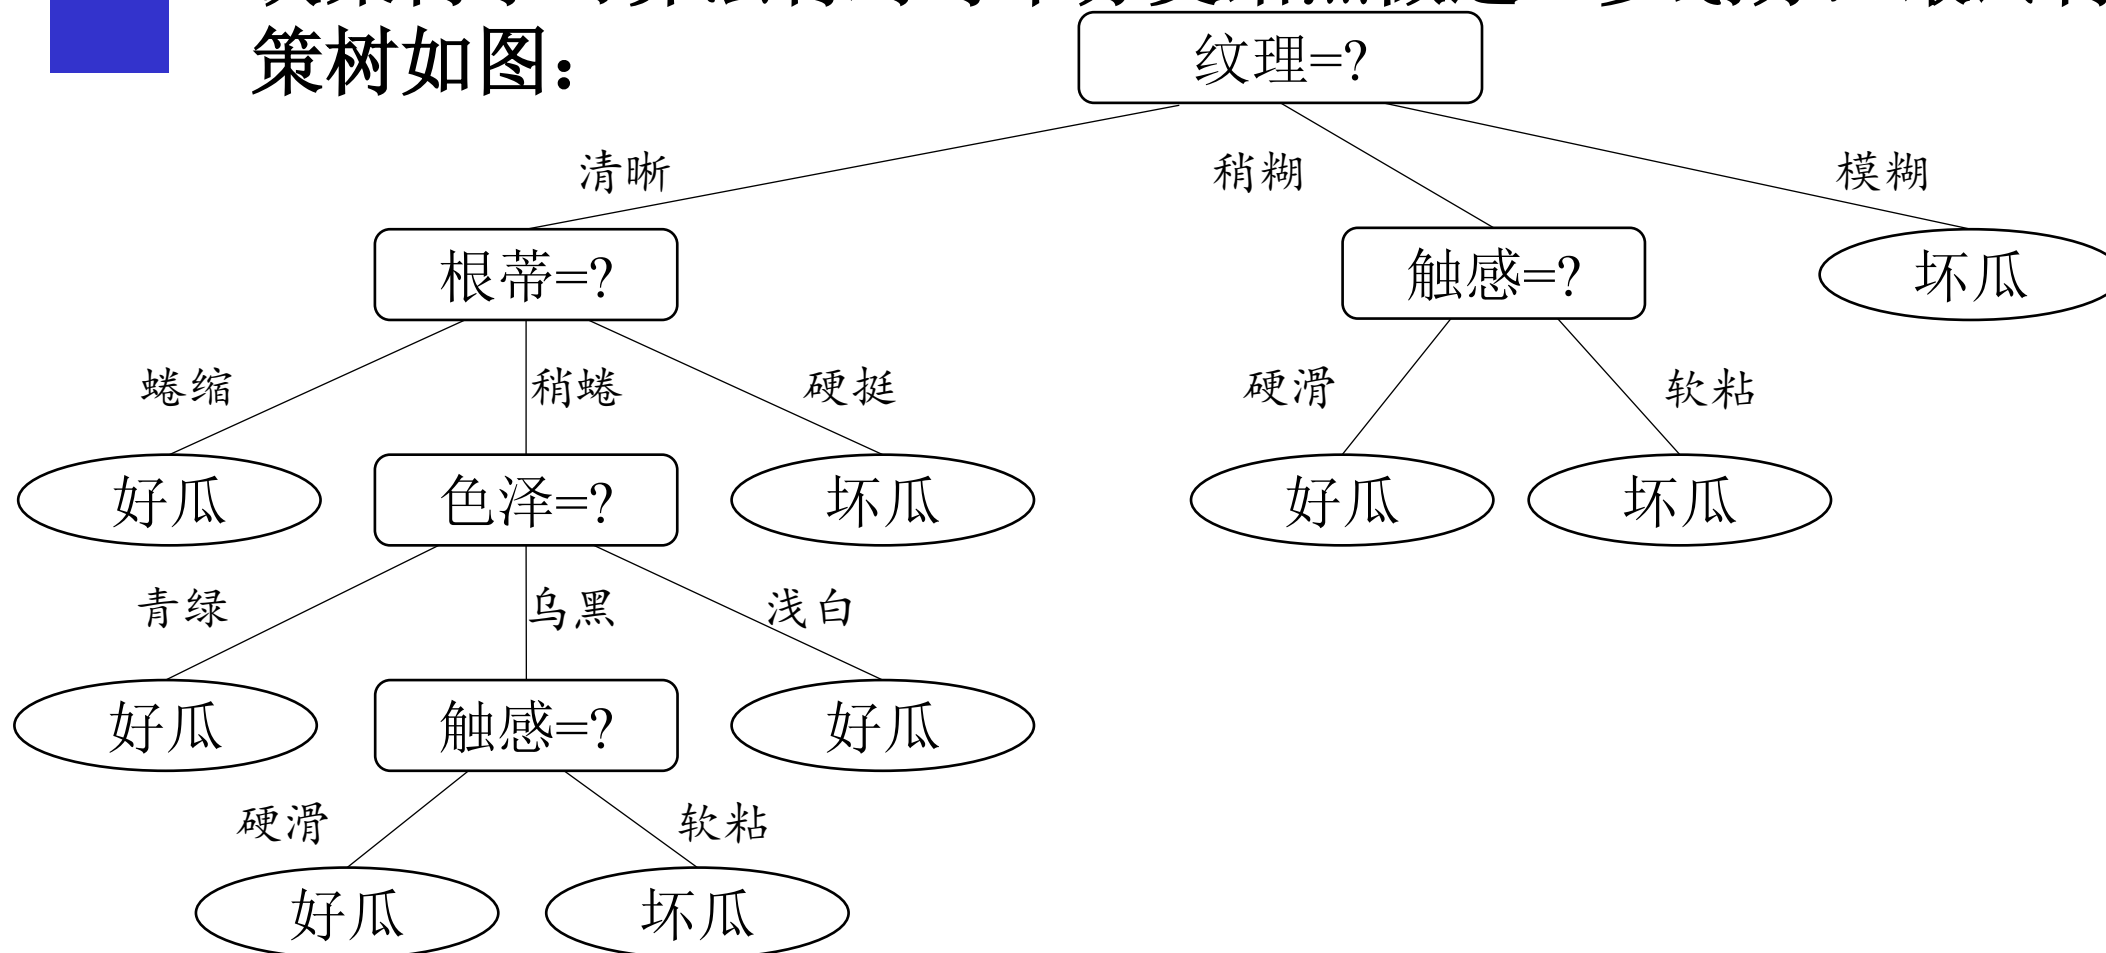 策树如图：
纹理=?
清晰
稍糊
模糊
根蒂=?
触感=?
坏瓜
蜷缩
稍蜷
硬挺
硬滑
软粘
好瓜
色泽=?
坏瓜
好瓜
坏瓜
青绿
乌黑
浅白
好瓜
触感=?
好瓜
硬滑
软粘
好瓜
坏瓜